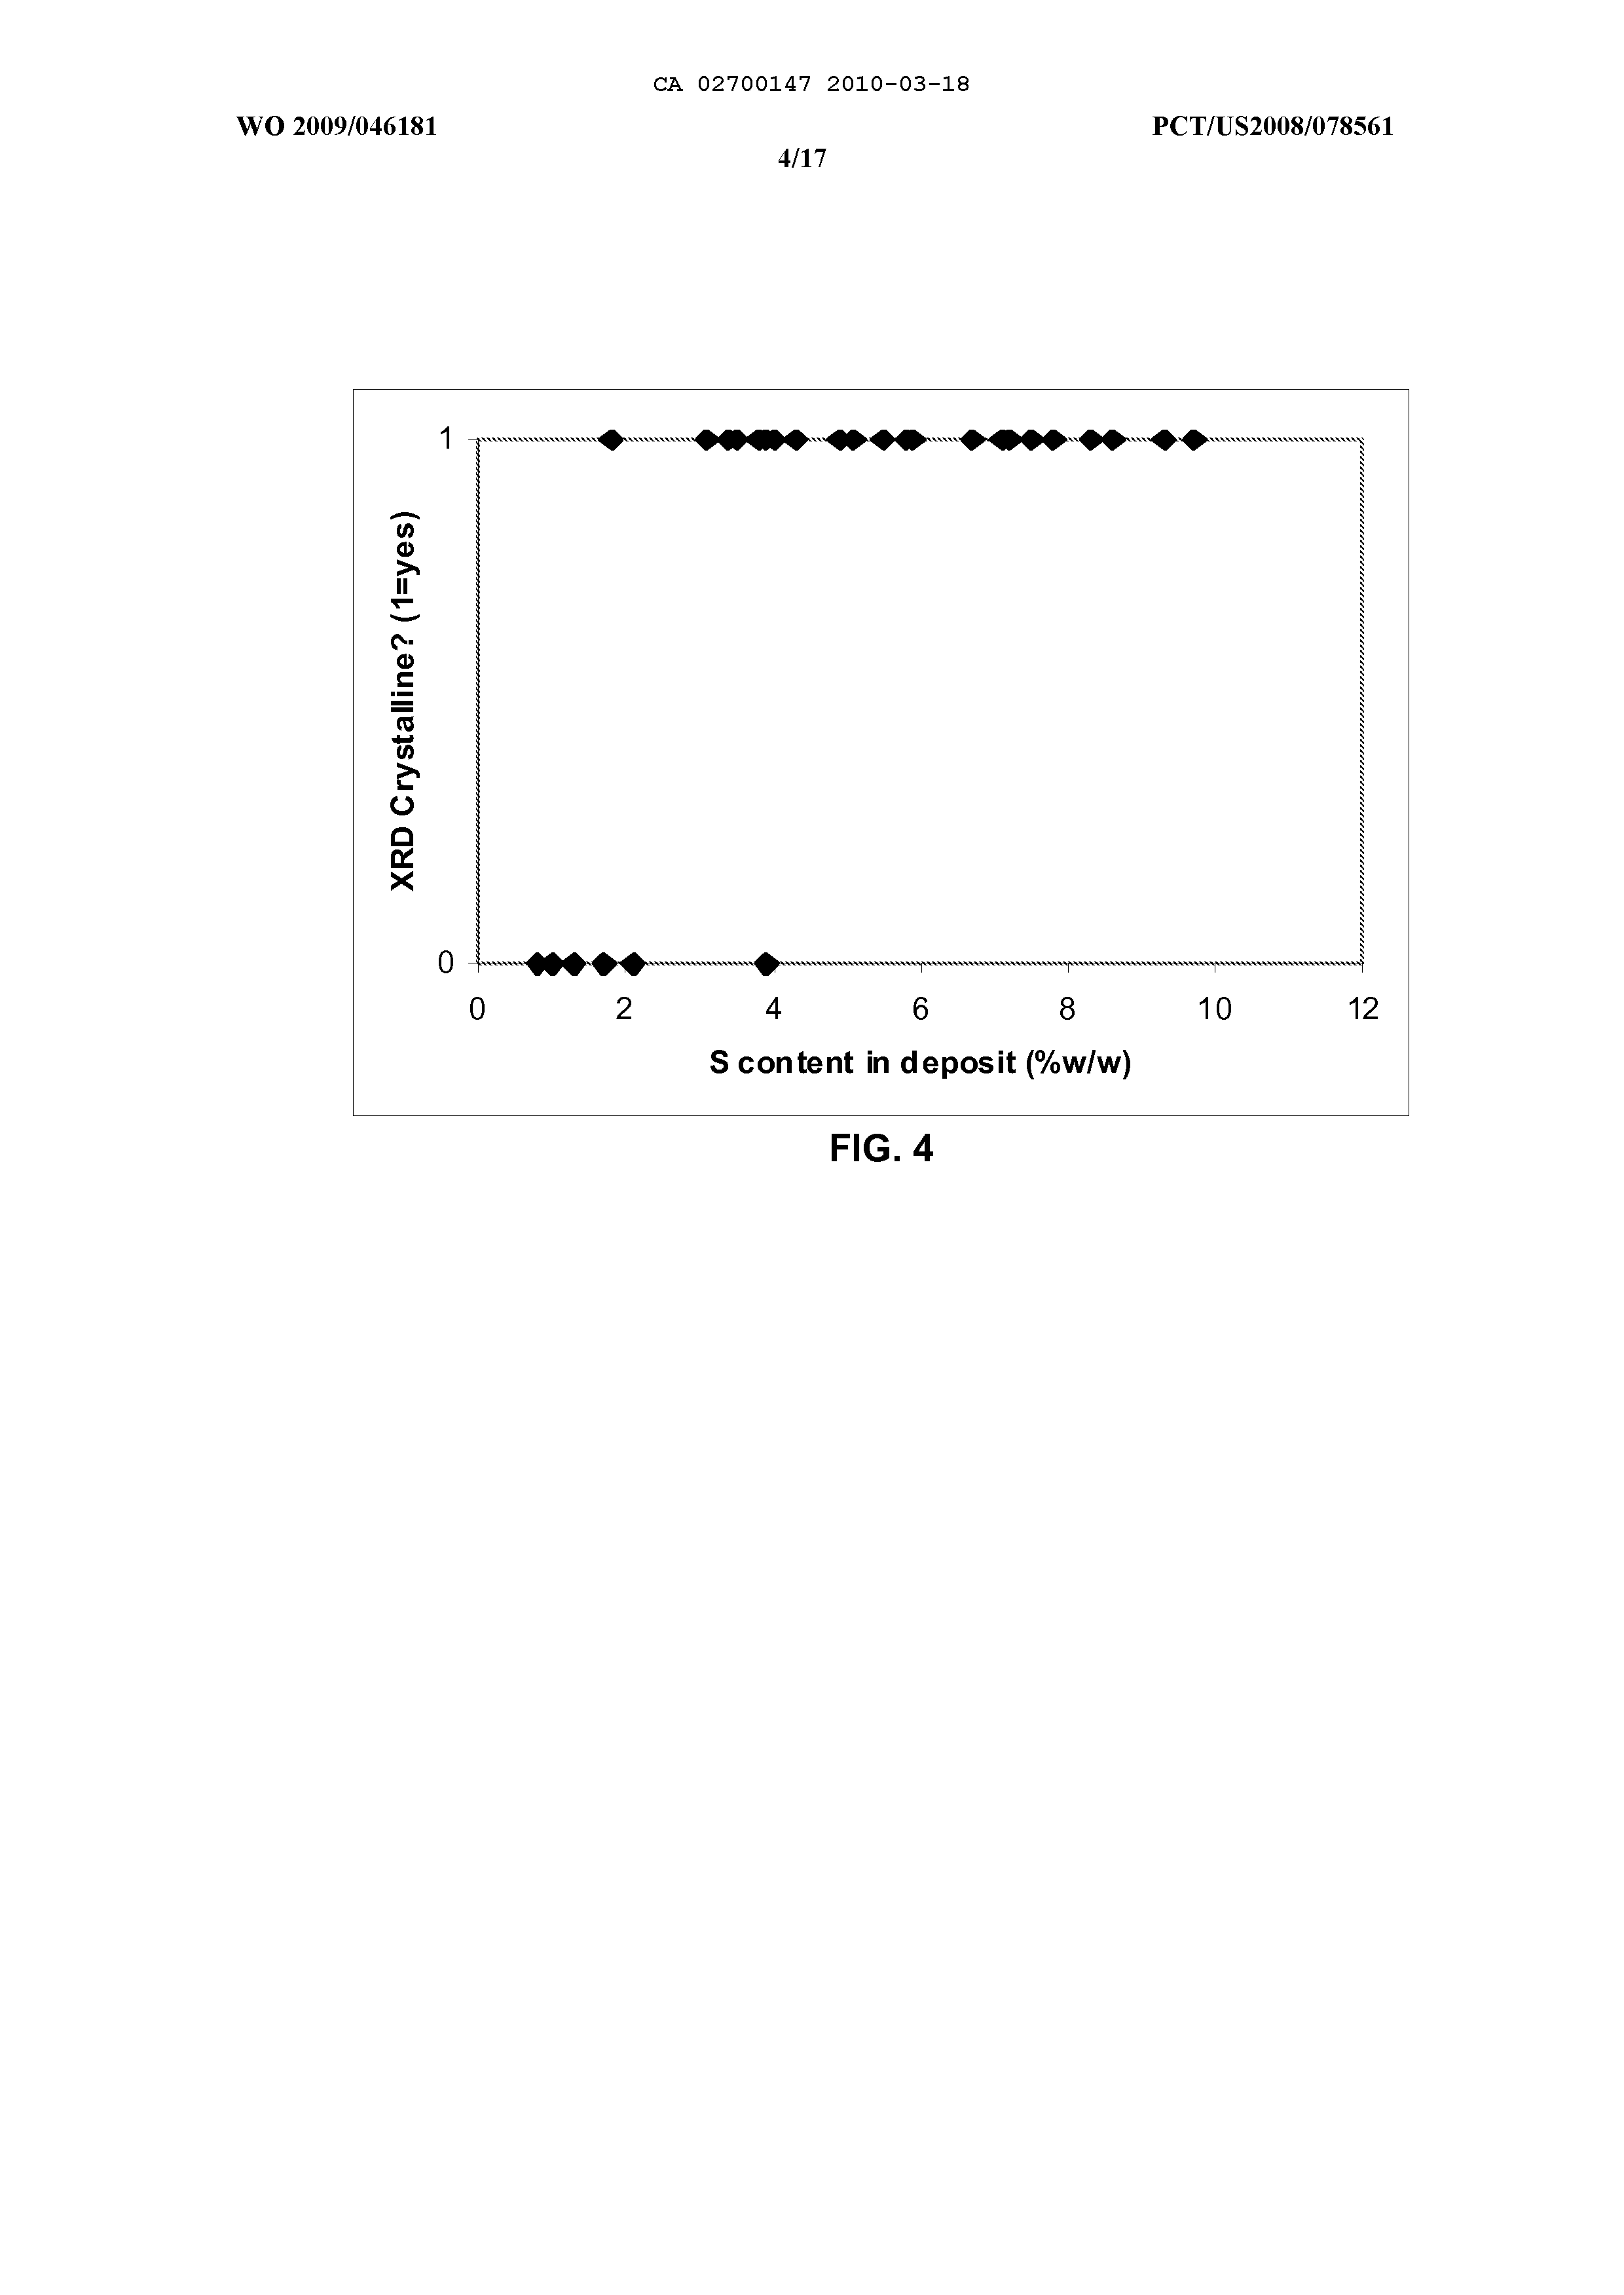 CA 02700147 2010-03-18
WO 2009/046181 PCT/US2008/078561
4/17
1
XRD Crystalline? (1=yes)
0
0 2 4 6 8 10 12
S content in deposit (%w/w)
FIG. 4